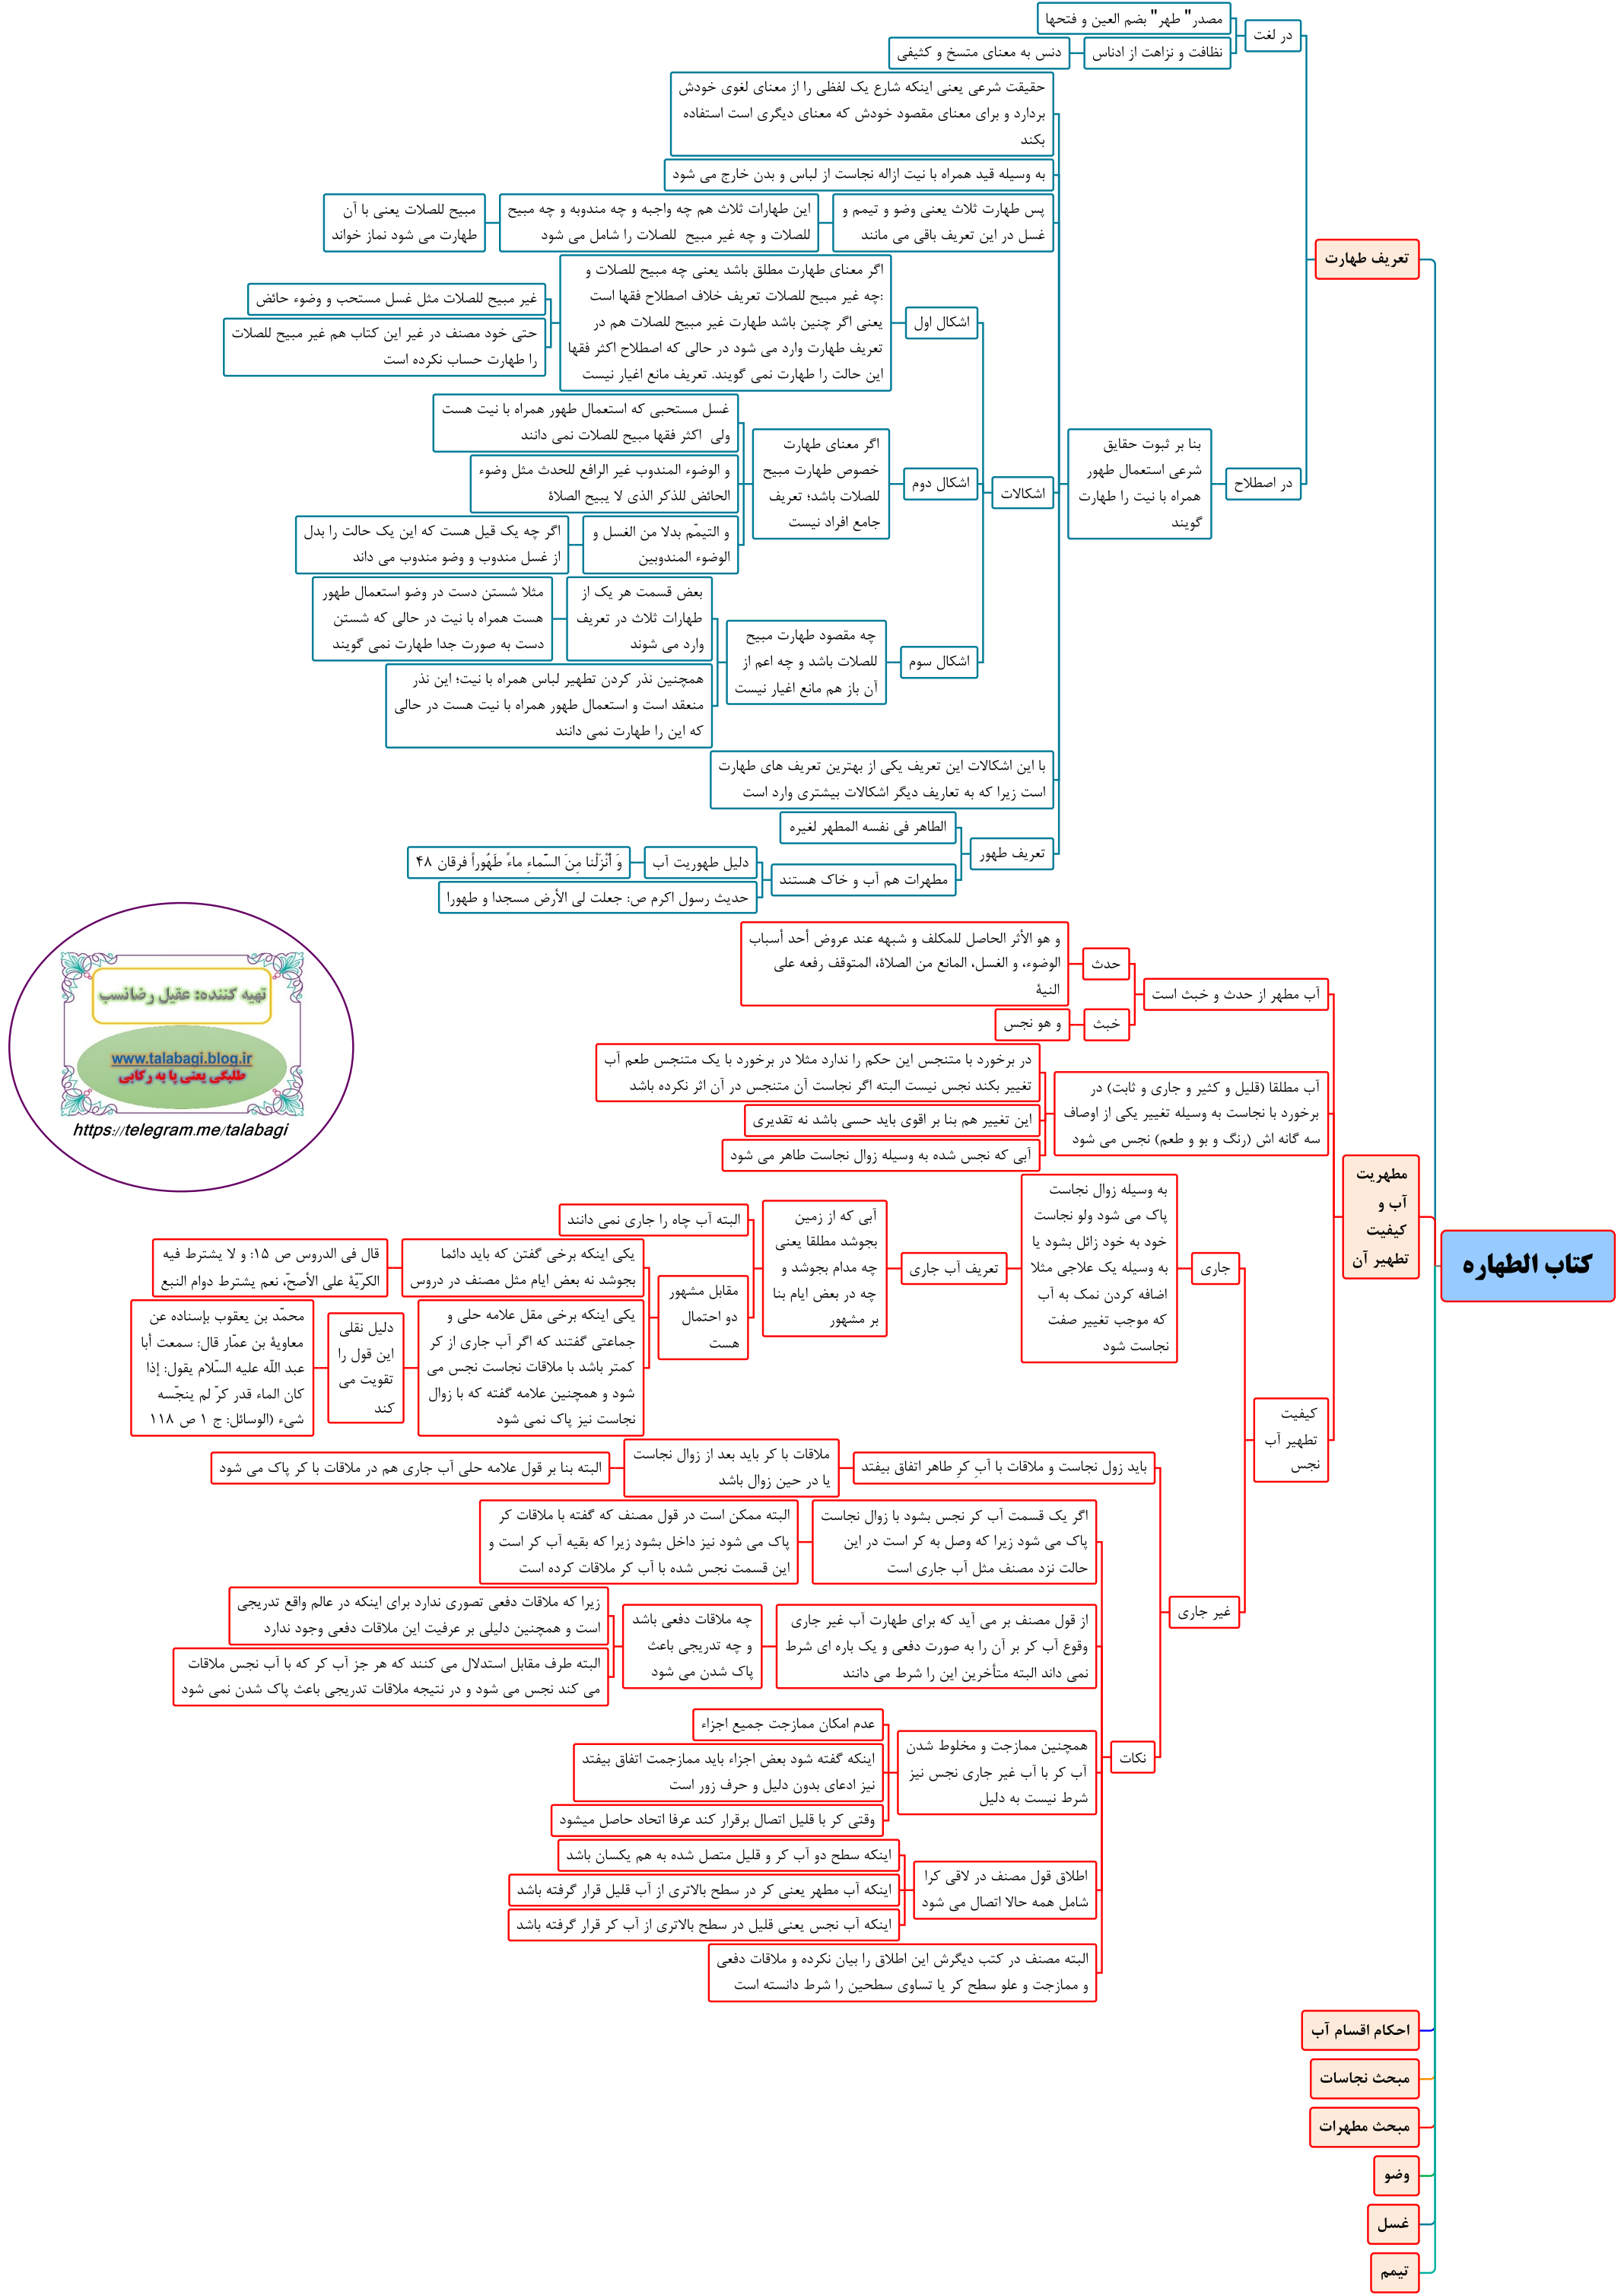 کتاب الطهاره
تعریف طهارت
در لغت
مصدر" طهر" بضم العین و فتحها
نظافت و نزاهت از ادناس
دنس به معنای متسخ و کثیفی
در اصطلاح
بنا بر ثبوت حقایق
شرعی استعمال طهور
همراه با نیت را طهارت
گویند
حقیقت شرعی یعنی اینکه شارع یک لفظی را از معنای لغوی خودش
بردارد و برای معنای مقصود خودش که معنای دیگری است استفاده
بکند
به وسیله قید همراه با نیت ازاله نجاست از لباس و بدن خارج می شود
پس طهارت ثلاث یعنی وضو و تیمم و
غسل در این تعریف باقی می مانند
این طهارات ثلاث هم چه واجبه و چه مندوبه و چه مبیح
للصلات و چه غیر مبیح للصلات را شامل می شود
مبیح للصلات یعنی با آن
طهارت می شود نماز خواند
اشکالات
اشکال اول
اگر معنای طهارت مطلق باشد یعنی چه مبیح للصلات و
چه غیر مبیح للصلات تعریف خلاف اصطلاح فقها است:
یعنی اگر چنین باشد طهارت غیر مبیح للصلات هم در
تعریف طهارت وارد می شود در حالی که اصطلاح اکثر فقها
این حالت را طهارت نمی گویند. تعریف مانع اغیار نیست
غیر مبیح للصلات مثل غسل مستحب و وضوء حائض
حتی خود مصنف در غیر این کتاب هم غیر مبیح للصلات
را طهارت حساب نکرده است
اشکال دوم
اگر معنای طهارت
خصوص طهارت مبیح
للصلات باشد؛ تعریف
جامع افراد نیست
غسل مستحبی که استعمال طهور همراه با نیت هست
ولی اکثر فقها مبیح للصلات نمی دانند
و الوضوء المندوب غیر الرافع للحدث مثل وضوء
الحائض للذکر الذی لا یبیح الصلاة
و التیمّم بدلا من الغسل و
الوضوء المندوبین
اگر چه یک قیل هست که این یک حالت را بدل
از غسل مندوب و وضو مندوب می داند
اشکال سوم
چه مقصود طهارت مبیح
للصلات باشد و چه اعم از
آن باز هم مانع اغیار نیست
بعض قسمت هر یک از
طهارات ثلاث در تعریف
وارد می شوند
مثلا شستن دست در وضو استعمال طهور
هست همراه با نیت در حالی که شستن
دست به صورت جدا طهارت نمی گویند
همچنین نذر کردن تطهیر لباس همراه با نیت؛ این نذر
منعقد است و استعمال طهور همراه با نیت هست در حالی
که این را طهارت نمی دانند
با این اشکالات این تعریف یکی از بهترین تعریف های طهارت
است زیرا که به تعاریف دیگر اشکالات بیشتری وارد است
تعریف طهور
الطاهر فی نفسه المطهر لغیره
مطهرات هم آب و خاک هستند
دلیل طهوریت آب
وَ أَنْزَلْنا مِنَ السَّماءِ ماءً طَهُوراً فرقان ۴۸
حدیث رسول اکرم ص: جعلت لی الأرض مسجدا و طهورا
مطهریت
آب و
کیفیت
تطهیر آن
آب مطهر از حدث و خبث است
حدث
و هو الأثر الحاصل للمکلف و شبهه عند عروض أحد أسباب
الوضوء، و الغسل، المانع من الصلاة، المتوقف رفعه علی
النیة
خبث
و هو نجس
آب مطلقا (قلیل و کثیر و جاری و ثابت) در
برخورد با نجاست به وسیله تغییر یکی از اوصاف
سه گانه اش (رنگ و بو و طعم) نجس می شود
در برخورد با متنجس این حکم را ندارد مثلا در برخورد با یک متنجس طعم آب
تغییر بکند نجس نیست البته اگر نجاست آن متنجس در آن اثر نکرده باشد
این تغییر هم بنا بر اقوی باید حسی باشد نه تقدیری
آبی که نجس شده به وسیله زوال نجاست طاهر می شود
کیفیت
تطهیر آب
نجس
جاری
به وسیله زوال نجاست
پاک می شود ولو نجاست
خود به خود زائل بشود یا
به وسیله یک علاجی مثلا
اضافه کردن نمک به آب
که موجب تغییر صفت
نجاست شود
تعریف آب جاری
آبی که از زمین
بجوشد مطلقا یعنی
چه مدام بجوشد و
چه در بعض ایام بنا
بر مشهور
البته آب چاه را جاری نمی دانند
مقابل مشهور
دو احتمال
هست
یکی اینکه برخی گفتن که باید دائما
بجوشد نه بعض ایام مثل مصنف در دروس
قال فی الدروس ص ۱۵: و لا یشترط فیه
الکرّیّة علی الأصحّ، نعم یشترط دوام النبع
یکی اینکه برخی مقل علامه حلی و
جماعتی گفتند که اگر آب جاری از کر
کمتر باشد با ملاقات نجاست نجس می
شود و همچنین علامه گفته که با زوال
نجاست نیز پاک نمی شود
دلیل نقلی
این قول را
تقویت می
کند
محمّد بن یعقوب بإسناده عن
معاویة بن عمّار قال: سمعت أبا
عبد اللّه علیه السّلام یقول: إذا
کان الماء قدر کرّ لم ینجّسه
شیء (الوسائل: ج ۱ ص ۱۱۸
غیر جاری
باید زول نجاست و ملاقات با آبِ کرِ طاهر اتفاق بیفتد
ملاقات با کر باید بعد از زوال نجاست
یا در حین زوال باشد
البته بنا بر قول علامه حلی آب جاری هم در ملاقات با کر پاک می شود
نکات
اگر یک قسمت آب کر نجس بشود با زوال نجاست
پاک می شود زیرا که وصل به کر است در این
حالت نزد مصنف مثل آب جاری است
البته ممکن است در قول مصنف که گفته با ملاقات کر
پاک می شود نیز داخل بشود زیرا که بقیه آب کر است و
این قسمت نجس شده با آب کر ملاقات کرده است
از قول مصنف بر می آید که برای طهارت آب غیر جاری
وقوع آب کر بر آن را به صورت دفعی و یک باره ای شرط
نمی داند البته متأخرین این را شرط می دانند
چه ملاقات دفعی باشد
و چه تدریجی باعث
پاک شدن می شود
زیرا که ملاقات دفعی تصوری ندارد برای اینکه در عالم واقع تدریجی
است و همچنین دلیلی بر عرفیت این ملاقات دفعی وجود ندارد
البته طرف مقابل استدلال می کنند که هر جز آب کر که با آب نجس ملاقات
می کند نجس می شود و در نتیجه ملاقات تدریجی باعث پاک شدن نمی شود
همچنین ممازجت و مخلوط شدن
آب کر با آب غیر جاری نجس نیز
شرط نیست به دلیل
عدم امکان ممازجت جمیع اجزاء
اینکه گفته شود بعض اجزاء باید ممازجمت اتفاق بیفتد
نیز ادعای بدون دلیل و حرف زور است
وقتی کر با قلیل اتصال برقرار کند عرفا اتحاد حاصل میشود
اطلاق قول مصنف در لاقی کرا
شامل همه حالا اتصال می شود
اینکه سطح دو آب کر و قلیل متصل شده به هم یکسان باشد
اینکه آب مطهر یعنی کر در سطح بالاتری از آب قلیل قرار گرفته باشد
اینکه آب نجس یعنی قلیل در سطح بالاتری از آب کر قرار گرفته باشد
البته مصنف در کتب دیگرش این اطلاق را بیان نکرده و ملاقات دفعی
و ممازجت و علو سطح کر یا تساوی سطحین را شرط دانسته است
احکام اقسام آب
مبحث نجاسات
مبحث مطهرات
وضو
غسل
تیمم
تهیه کننده: عقیل رضانسب
www.talabagi.blog.ir
طلبگی یعنی پا به رکابی
https://telegram.me/talabagi